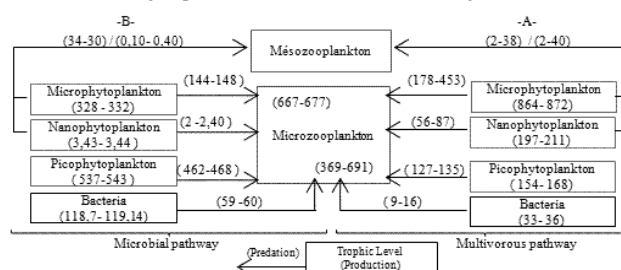 -B-
-A-
(34-30) / (0,10- 0,40)
Mésozooplankton
(2-38) / (2-40)
(144-148)
(178-453)
Microphytoplankton
(328 - 332)
(667-677)
Microphytoplankton
(864- 872)
Nanophytoplankton
(3,43- 3,44)
(2 -2,40)
Microzooplankton
(56-87)
Nanophytoplankton
(197-211)
Picophytoplankton
(537-543)
(462-468)
(369-691)
(127-135)
Picophytoplankton
(154- 168)
Bacteria
(118,7- 119,14)
(59 -60)
(9-16)
Bacteria
(33- 36)
Microbial pathway
(Predation)
Trophic Level
(Production)
Multivorous pathway